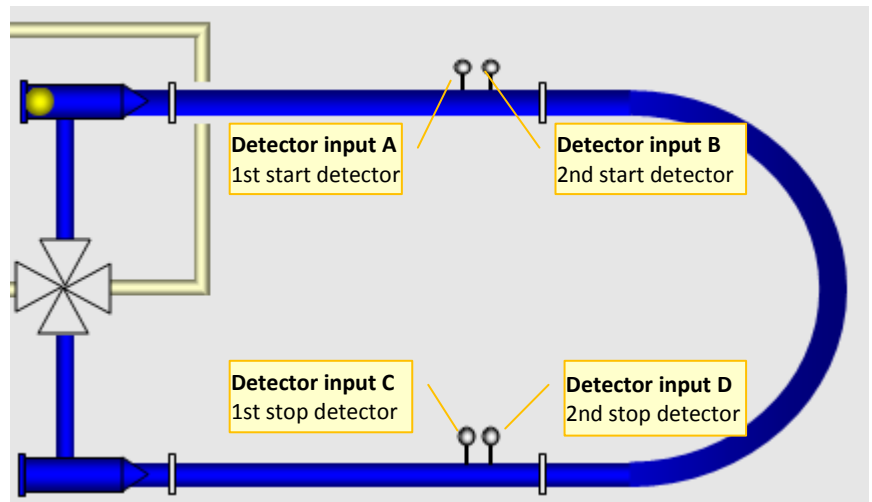 Detector input A
1st start detector
Detector input B
2nd start detector
Detector input C
1st stop detector
Detector input D
2nd stop detector